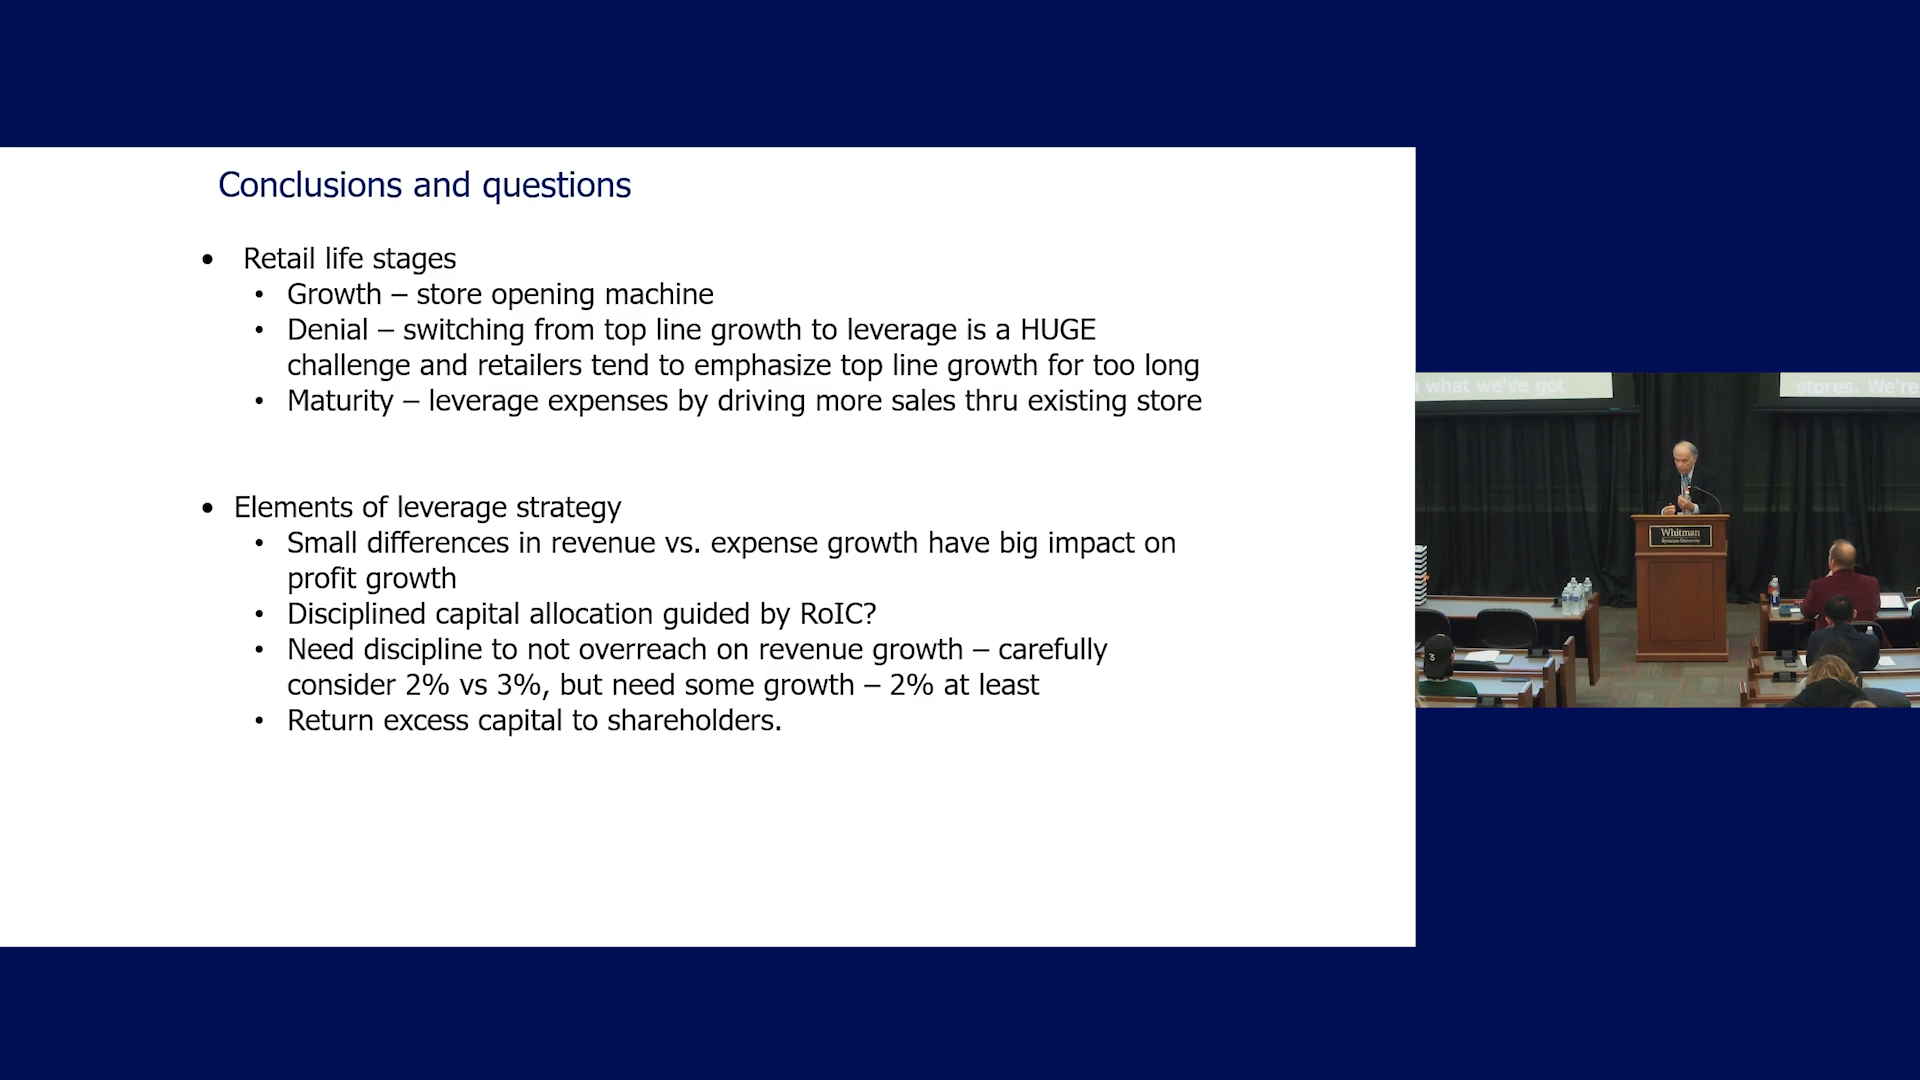 Conclusions and questions
• Retail life stages
• Growth – store opening machine
• Denial – switching from top line growth to leverage is a HUGE
challenge and retailers tend to emphasize top line growth for too long
• Maturity – leverage expenses by driving more sales thru existing store
• Elements of leverage strategy
• Small differences in revenue vs. expense growth have big impact on
profit growth
• Disciplined capital allocation guided by RoIC?
• Need discipline to not overreach on revenue growth – carefully
consider 2% vs 3%, but need some growth – 2% at least
• Return excess capital to shareholders.
what we've got
stores. We're
Whitman
Syracuse University
3